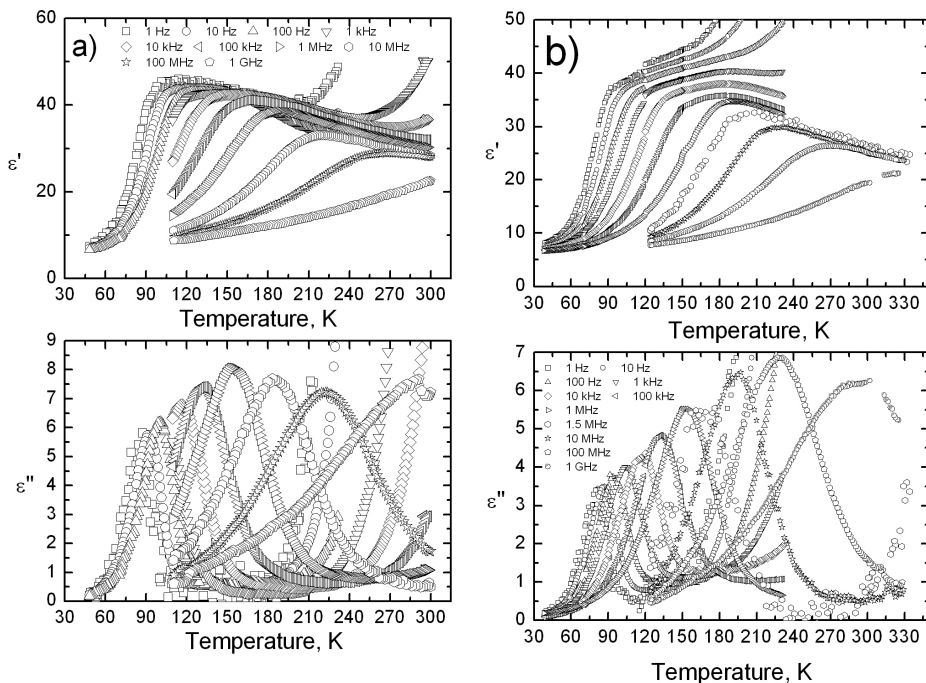 a)
1 Hz 10 Hz 100 Hz 1 kHz
10 kHz 100 kHz 1 MHz 10 MHz
100 MHz 1 GHz
60
40
20
0
ε'
30 60 90 120 150 180 210 240 270 300
Temperature, K
b)
50
40
30
20
10
0
ε'
30 60 90 120 150 180 210 240 270 300 330
Temperature, K
9
8
7
6
5
4
3
2
1
0
ε"
30 60 90 120 150 180 210 240 270 300
Temperature, K
1 Hz 10 Hz
100 Hz 1 kHz
10 kHz 100 kHz
1 MHz
1.5 MHz
10 MHz
100 MHz
1 GHz
7
6
5
4
3
2
1
0
ε"
30 60 90 120 150 180 210 240 270 300 330
Temperature, K